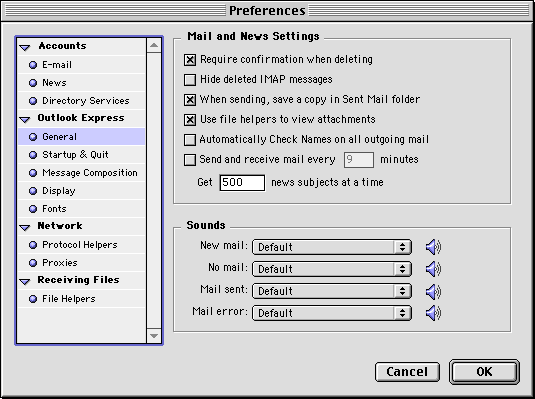 Preferences
Accounts
E-mail
News
Directory Services
Outlook Express
General
Startup & Quit
Message Composition
Display
Fonts
Network
Protocol Helpers
Proxies
Receiving Files
File Helpers
Mail and News Settings
Require confirmation when deleting
Hide deleted IMAP messages
When sending, save a copy in Sent Mail folder
Use file helpers to view attachments
Automatically Check Names on all outgoing mail
Send and receive mail every 9 minutes
Get 500 news subjects at a time
Sounds
New mail: Default
No mail: Default
Mail sent: Default
Mail error: Default
Cancel OK